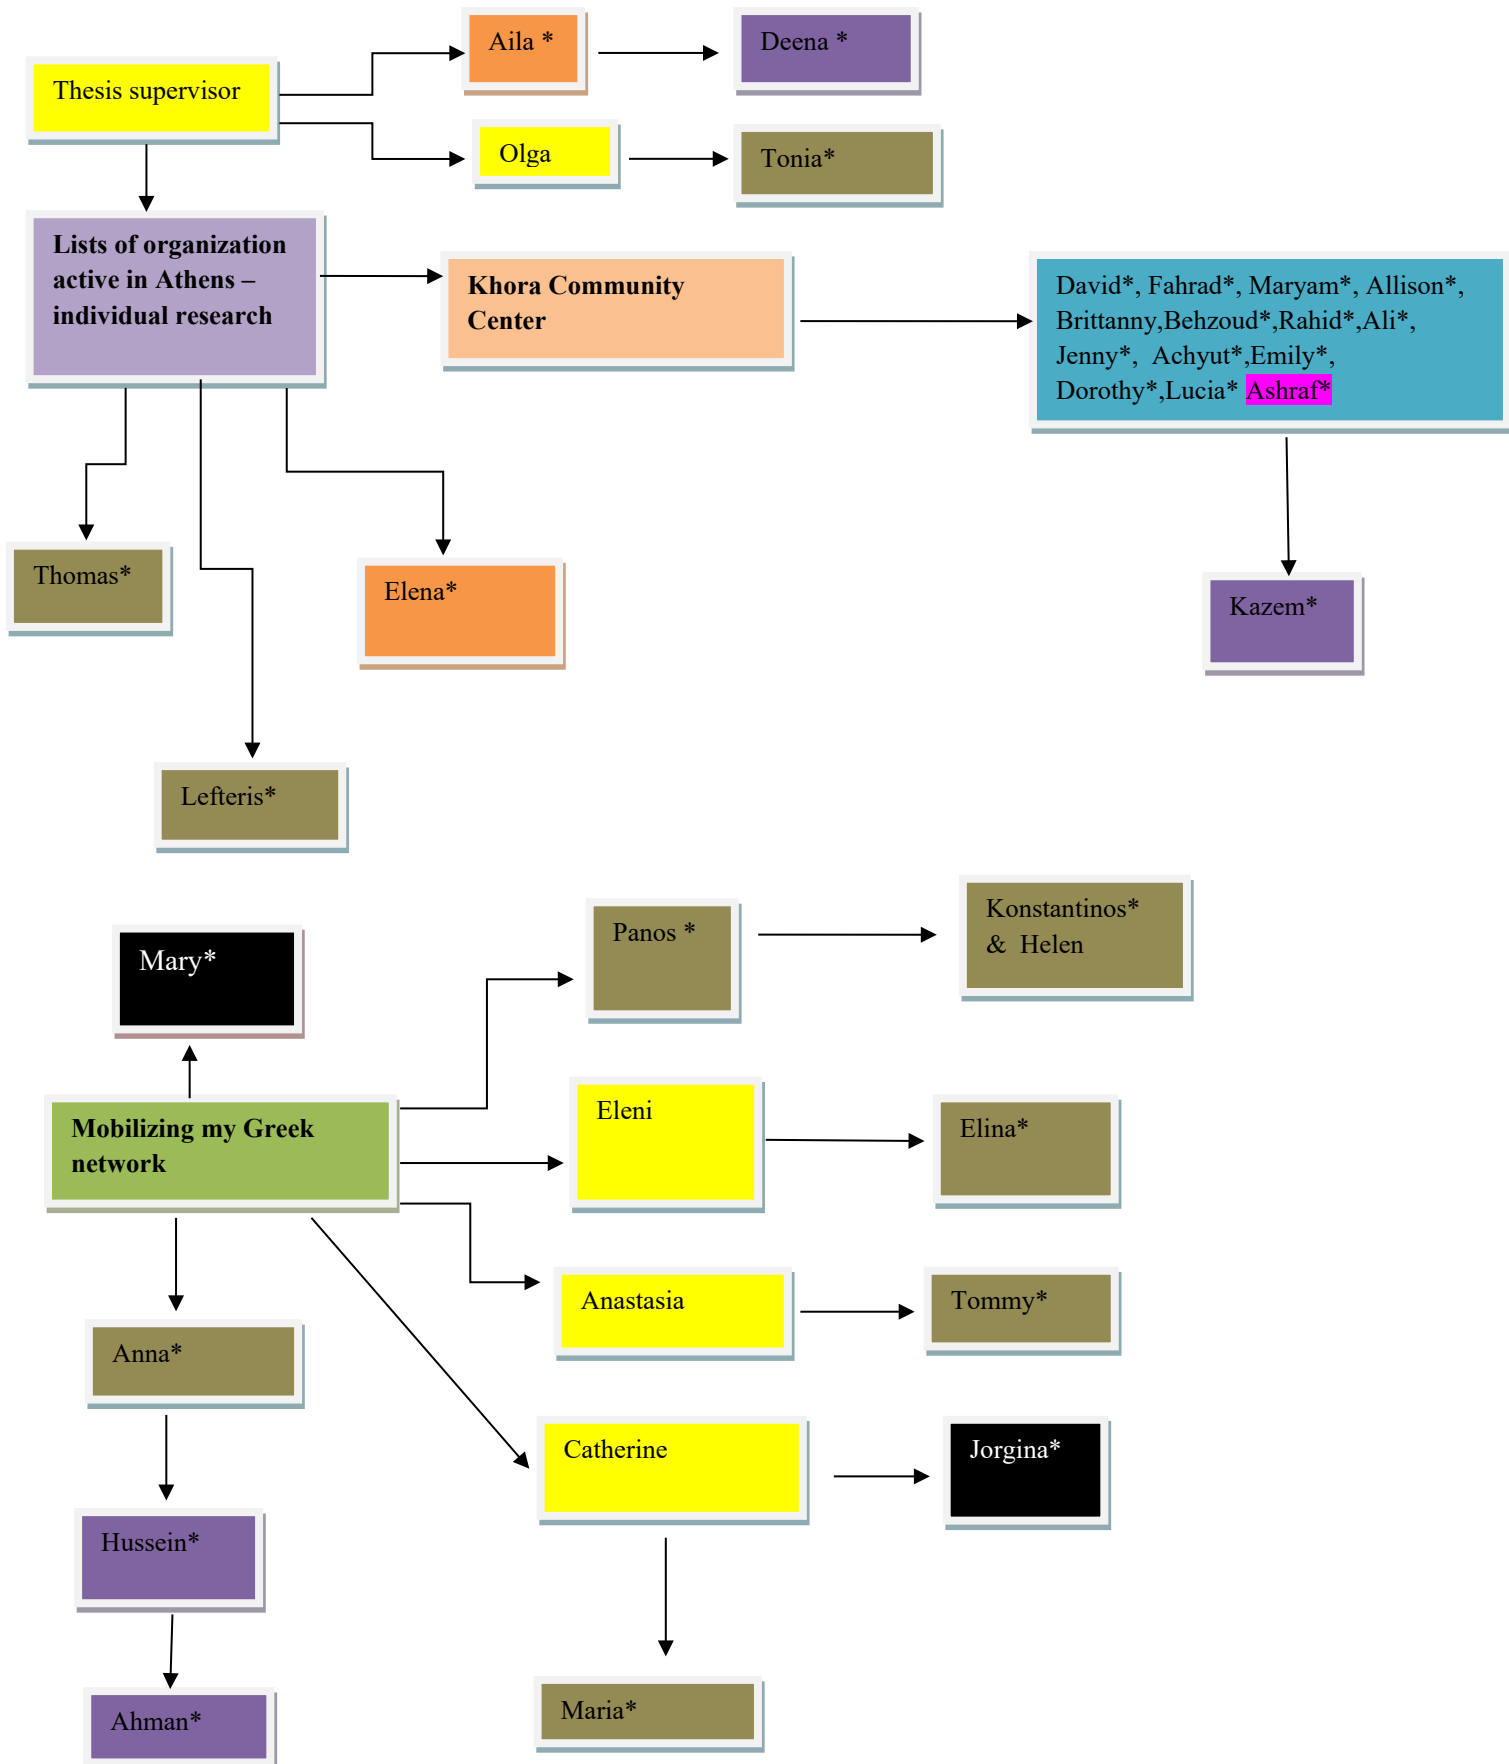 Aila *
Deena *
Thesis supervisor
Olga
Tonia*
Lists of organization
active in Athens –
individual research
Khora Community
Center
David*, Fahrad*, Maryam*, Allison*,
Brittanny,Behzoud*,Rahid*,Ali*,
Jenny*, Achyut*,Emily*,
Dorothy*,Lucia* Ashraf*
Thomas*
Elena*
Kazem*
Lefteris*
Mary*
Panos *
Konstantinos*
& Helen
Mobilizing my Greek
network
Eleni
Elina*
Anastasia
Tommy*
Anna*
Catherine
Jorgina*
Hussein*
Maria*
Ahman*